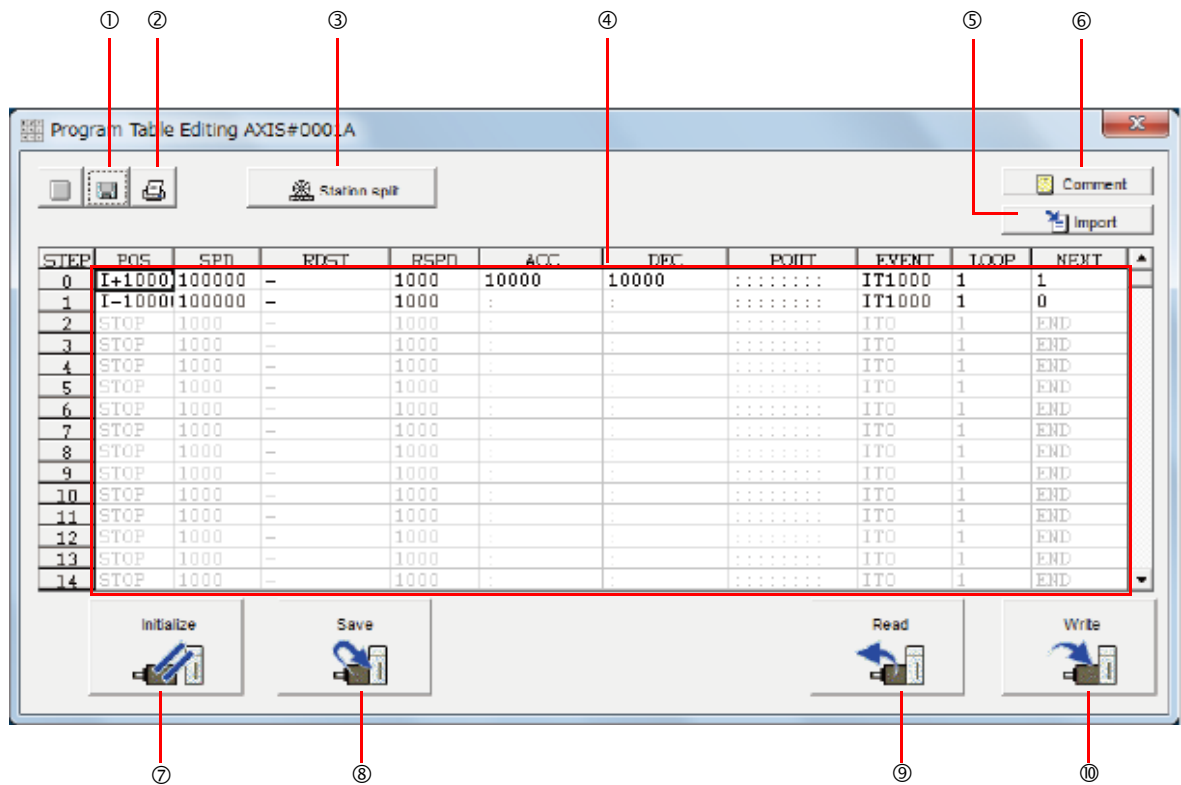 ① ② ③ ④ ⑤ ⑥
Program Table Editing AXIS#0001A
Station split
Comment
Import
STEP POS SPD RDST RSPD ACC DEC POUT EVENT LOOP NEXT
0 I+1000 100000 - 1000 10000 10000 :::::::: IT1000 1 1
1 I-1000 100000 - 1000 : : :::::::: IT1000 1 0
2 STOP 1000 - 1000 : : :::::::: IT0 1 END
3 STOP 1000 - 1000 : : :::::::: IT0 1 END
4 STOP 1000 - 1000 : : :::::::: IT0 1 END
5 STOP 1000 - 1000 : : :::::::: IT0 1 END
6 STOP 1000 - 1000 : : :::::::: IT0 1 END
7 STOP 1000 - 1000 : : :::::::: IT0 1 END
8 STOP 1000 - 1000 : : :::::::: IT0 1 END
9 STOP 1000 - 1000 : : :::::::: IT0 1 END
10 STOP 1000 - 1000 : : :::::::: IT0 1 END
11 STOP 1000 - 1000 : : :::::::: IT0 1 END
12 STOP 1000 - 1000 : : :::::::: IT0 1 END
13 STOP 1000 - 1000 : : :::::::: IT0 1 END
14 STOP 1000 - 1000 : : :::::::: IT0 1 END
Initialize Save Read Write
⑦ ⑧ ⑨ ⑩